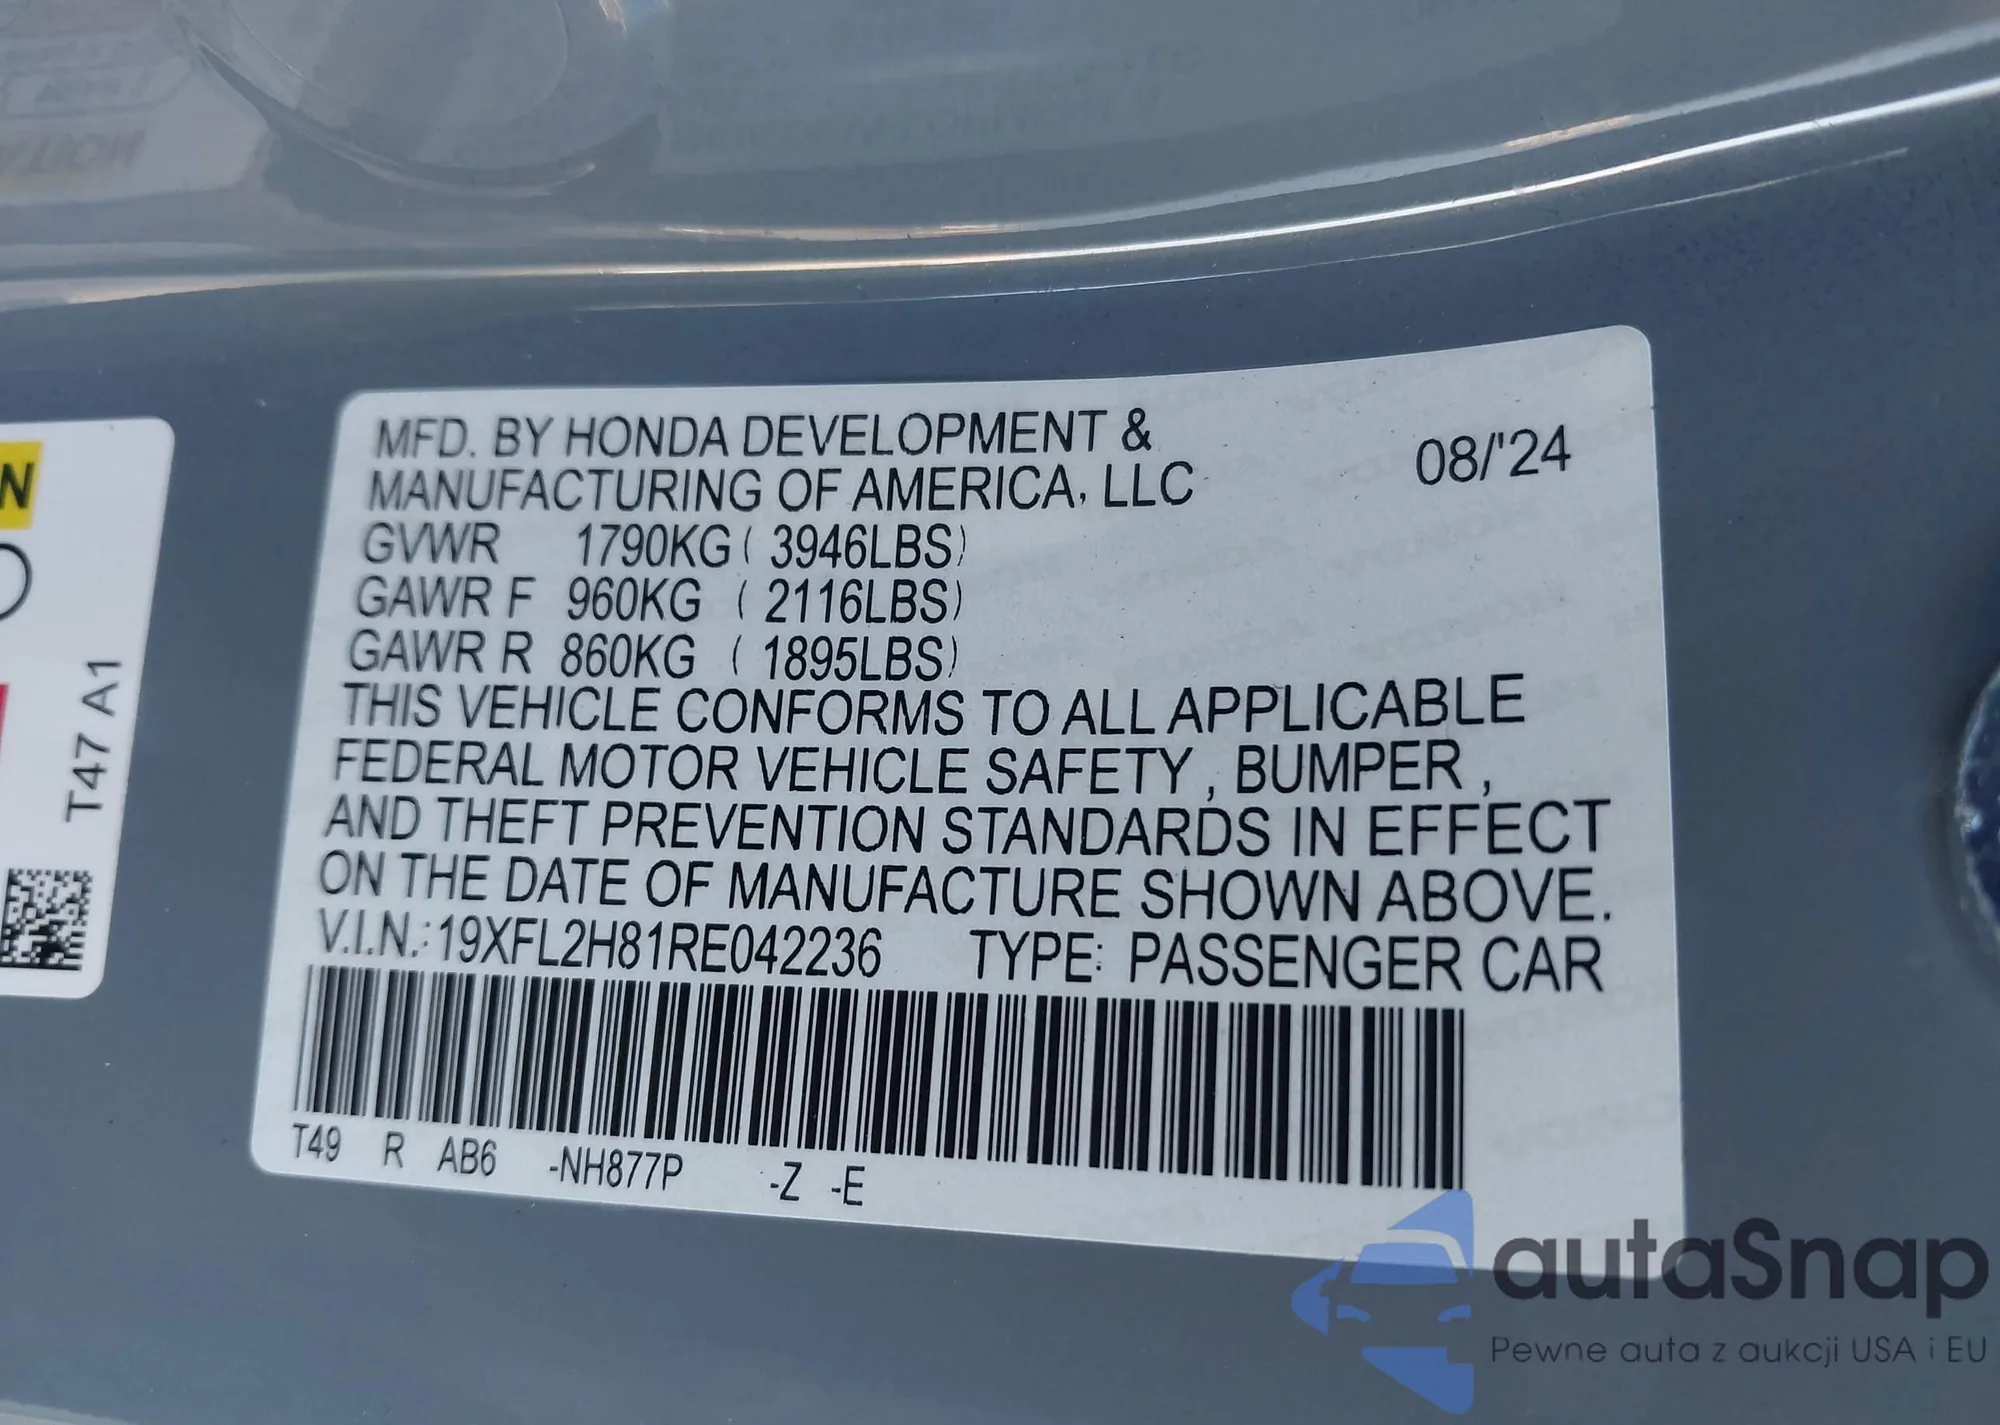 MFD. BY HONDA DEVELOPMENT &
MANUFACTURING OF AMERICA, LLC
08/'24
GVWR 1790KG ( 3946LBS)
GAWR F 960KG ( 2116LBS)
GAWR R 860KG ( 1895LBS)
THIS VEHICLE CONFORMS TO ALL APPLICABLE
FEDERAL MOTOR VEHICLE SAFETY , BUMPER ,
AND THEFT PREVENTION STANDARDS IN EFFECT
ON THE DATE OF MANUFACTURE SHOWN ABOVE.
V.I.N.: 19XFL2H81RE042236 TYPE: PASSENGER CAR
T49 R AB6 -NH877P -Z -E
N
T47 A1
autaSnap
Pewne auta z aukcji USA i EU